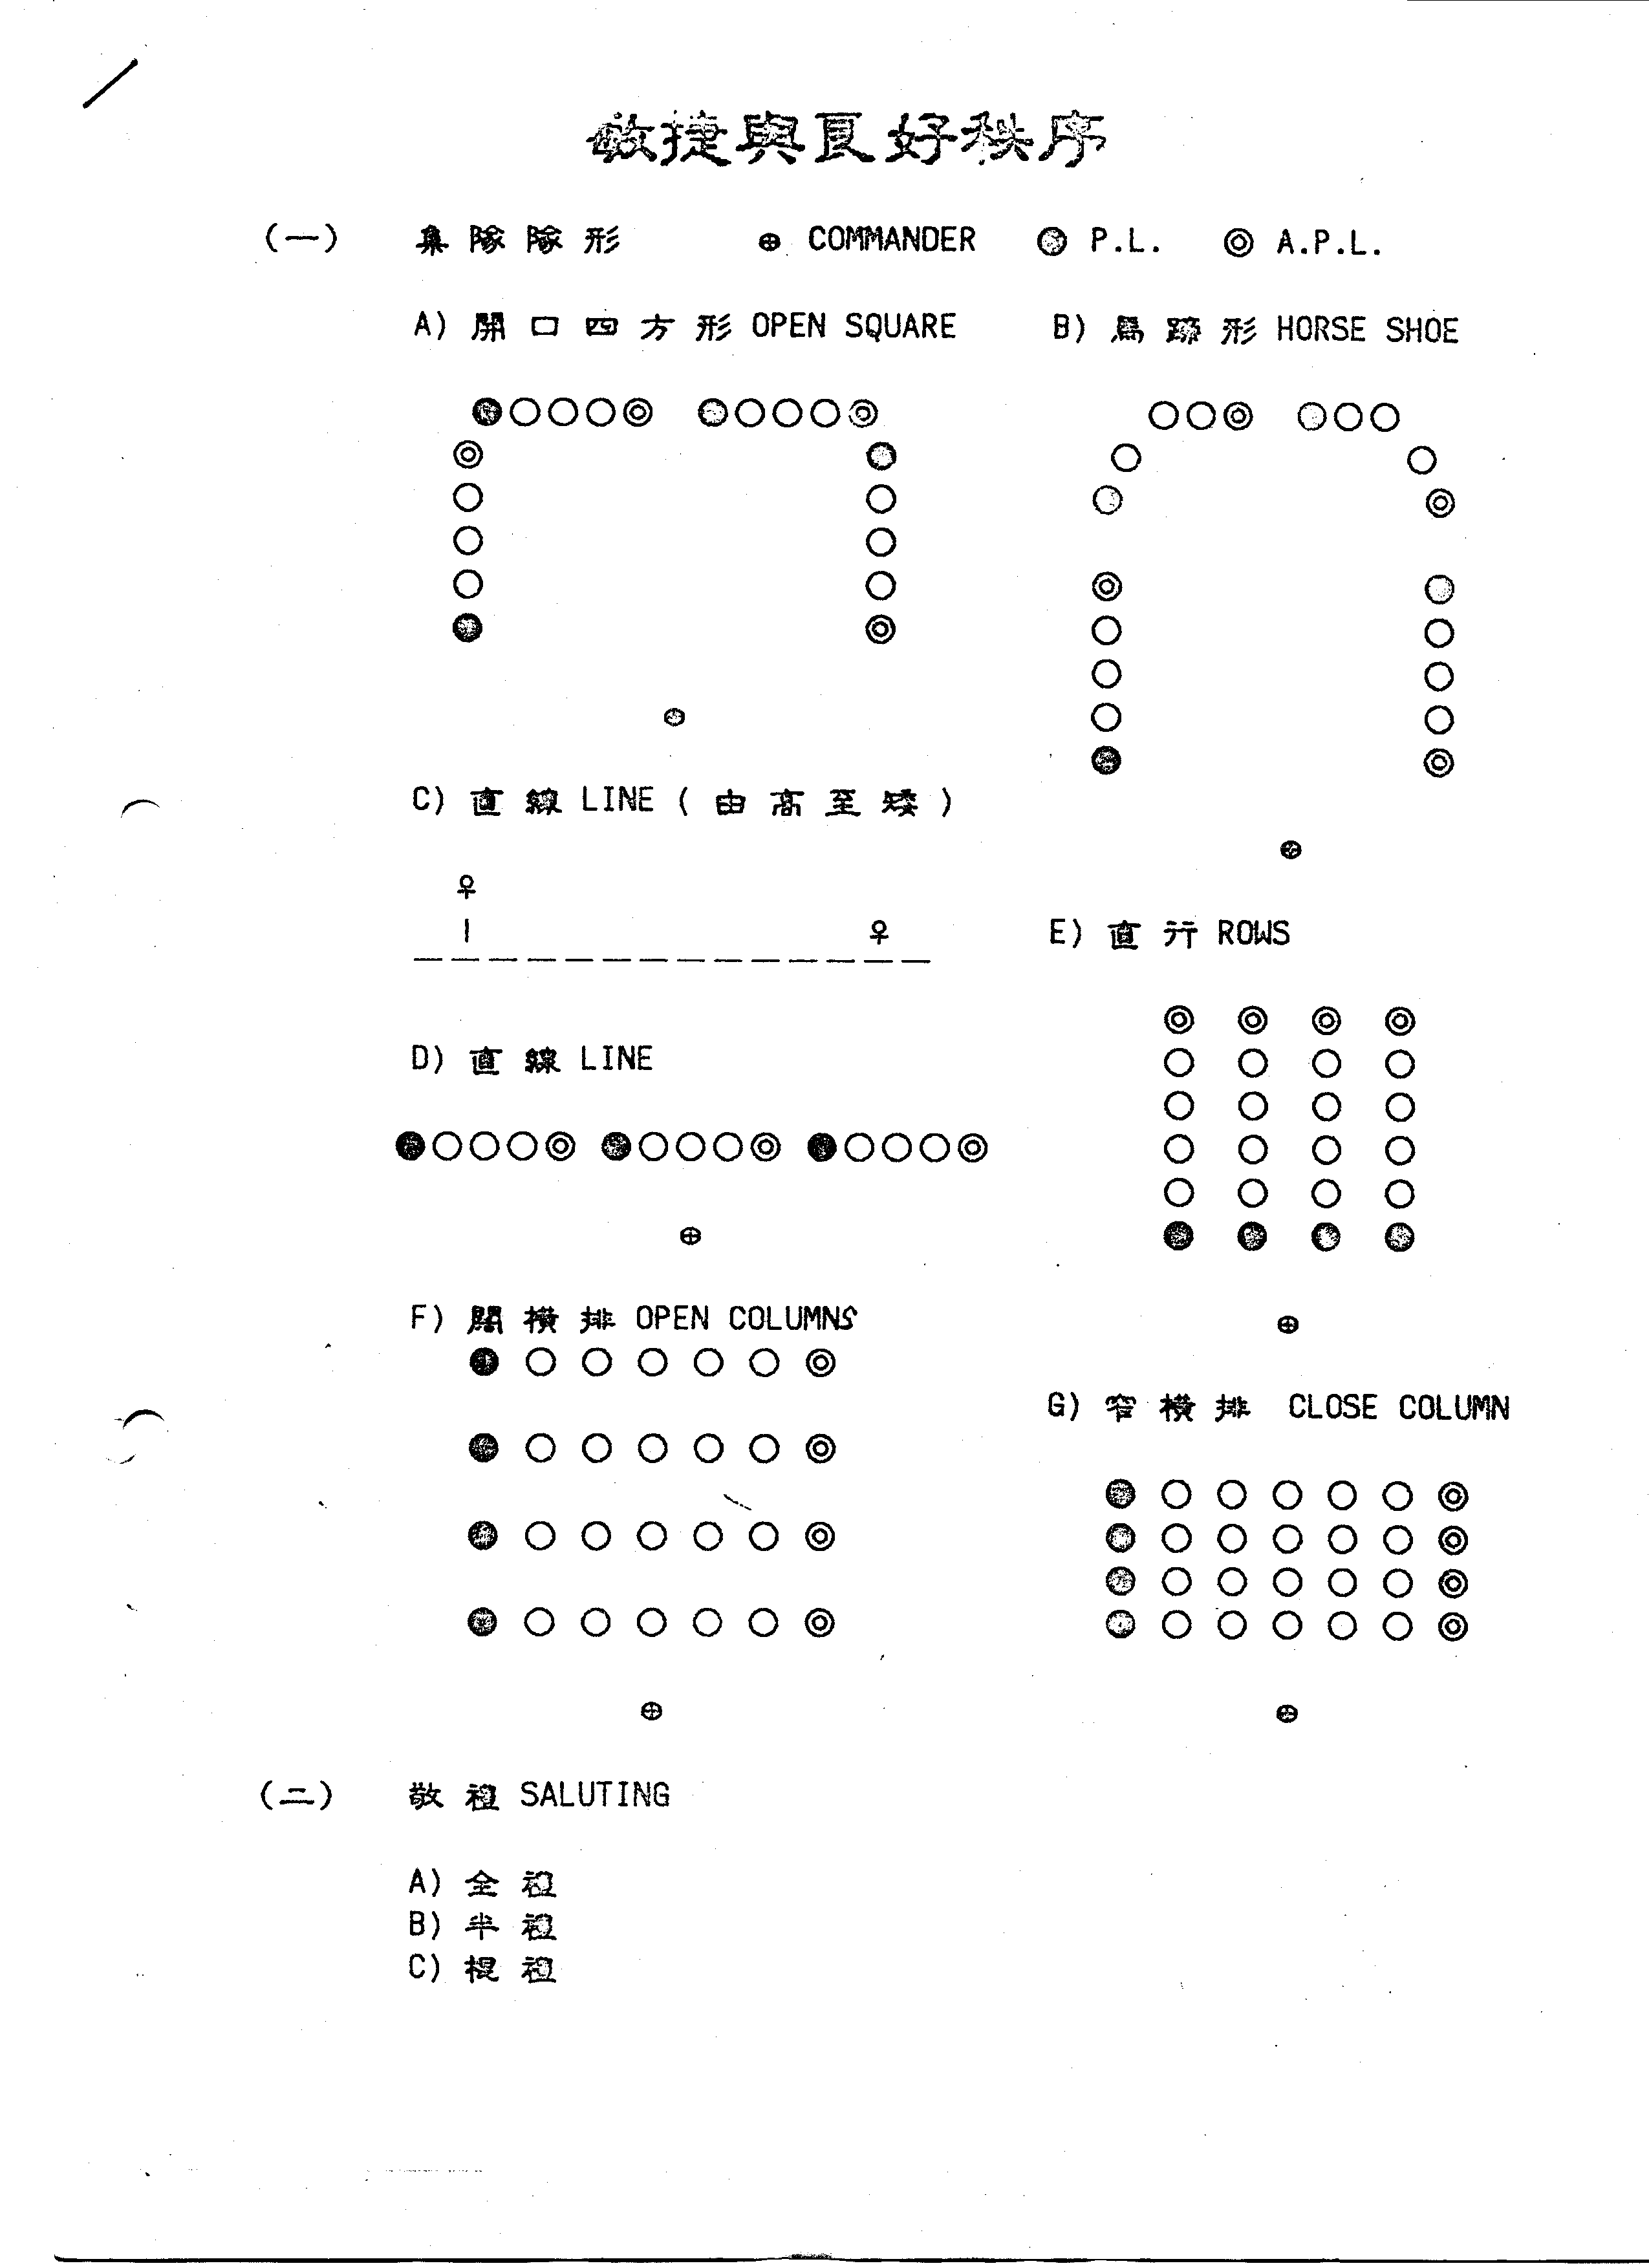 敏捷與良好秩序
(一) 集隊隊形 ⊕ COMMANDER ● P.L. ◎ A.P.L.
A) 開口四方形 OPEN SQUARE
B) 馬蹄形 HORSE SHOE
C) 直線 LINE (由高至矮)
D) 直線 LINE
E) 直行 ROWS
F) 開橫排 OPEN COLUMNS
G) 窄橫排 CLOSE COLUMN
(二) 敬禮 SALUTING
A) 全禮
B) 半禮
C) 棍禮